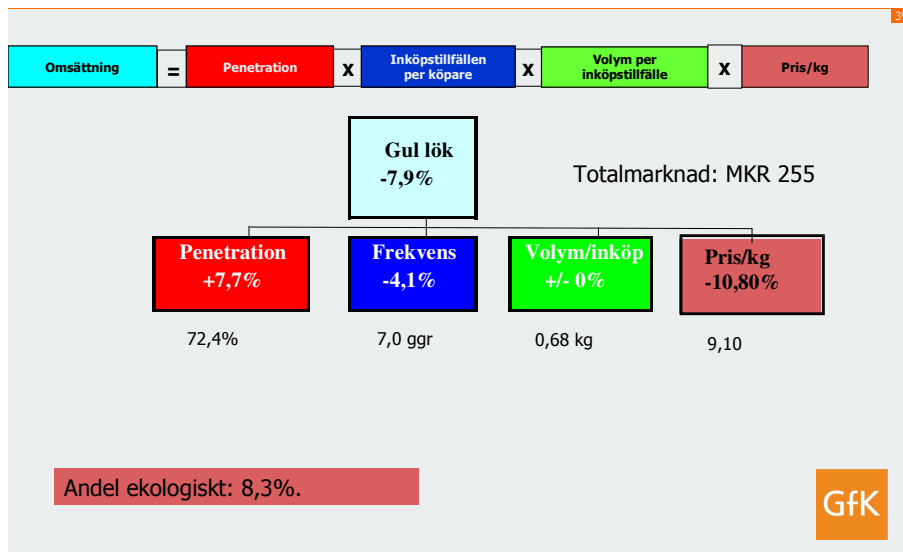 39
Omsättning = Penetration X Inköpstillfällen per köpare X Volym per inköpstillfälle X Pris/kg
Gul lök
-7,9%
Totalmarknad: MKR 255
Penetration
+7,7%
Frekvens
-4,1%
Volym/inköp
+/- 0%
Pris/kg
-10,80%
72,4%
7,0 ggr
0,68 kg
9,10
Andel ekologiskt: 8,3%.
GfK